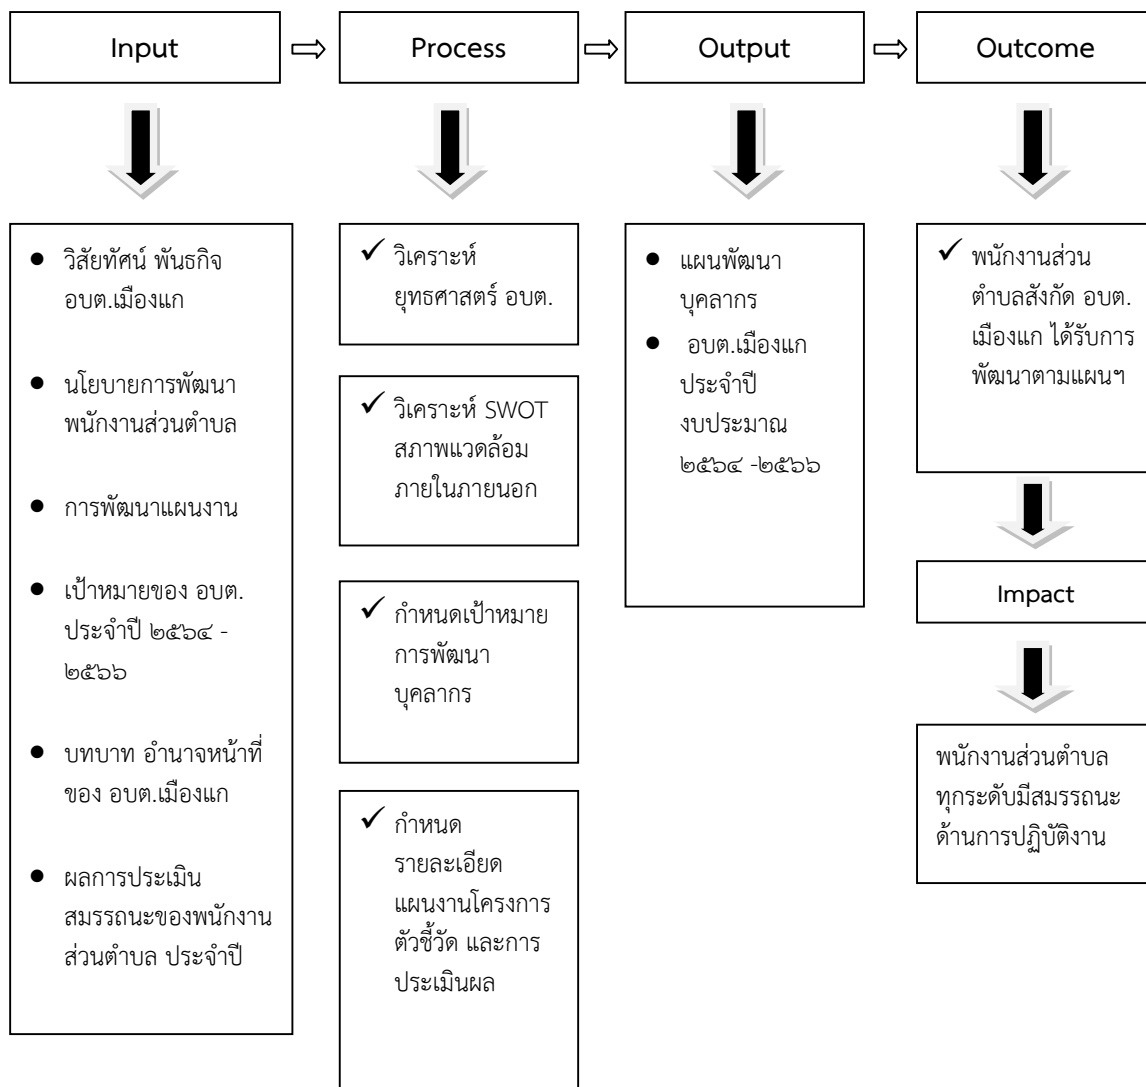 Input
Process
Output
Outcome
วิสัยทัศน์ พันธกิจ
อบต.เมืองแก
นโยบายการพัฒนา
พนักงานส่วนตำบล
การพัฒนาแผนงาน
เป้าหมายของ อบต.
ประจำปี ๒๕๖๔ -
๒๕๖๖
บทบาท อำนาจหน้าที่
ของ อบต.เมืองแก
ผลการประเมิน
สมรรถนะของพนักงาน
ส่วนตำบล ประจำปี
วิเคราะห์
ยุทธศาสตร์ อบต.
วิเคราะห์ SWOT
สภาพแวดล้อม
ภายในภายนอก
กำหนดเป้าหมาย
การพัฒนา
บุคลากร
กำหนด
รายละเอียด
แผนงานโครงการ
ตัวชี้วัด และการ
ประเมินผล
แผนพัฒนา
บุคลากร
อบต.เมืองแก
ประจำปี
งบประมาณ
๒๕๖๔ -๒๕๖๖
พนักงานส่วน
ตำบลสังกัด อบต.
เมืองแก ได้รับการ
พัฒนาตามแผนฯ
Impact
พนักงานส่วนตำบล
ทุกระดับมีสมรรถนะ
ด้านการปฏิบัติงาน